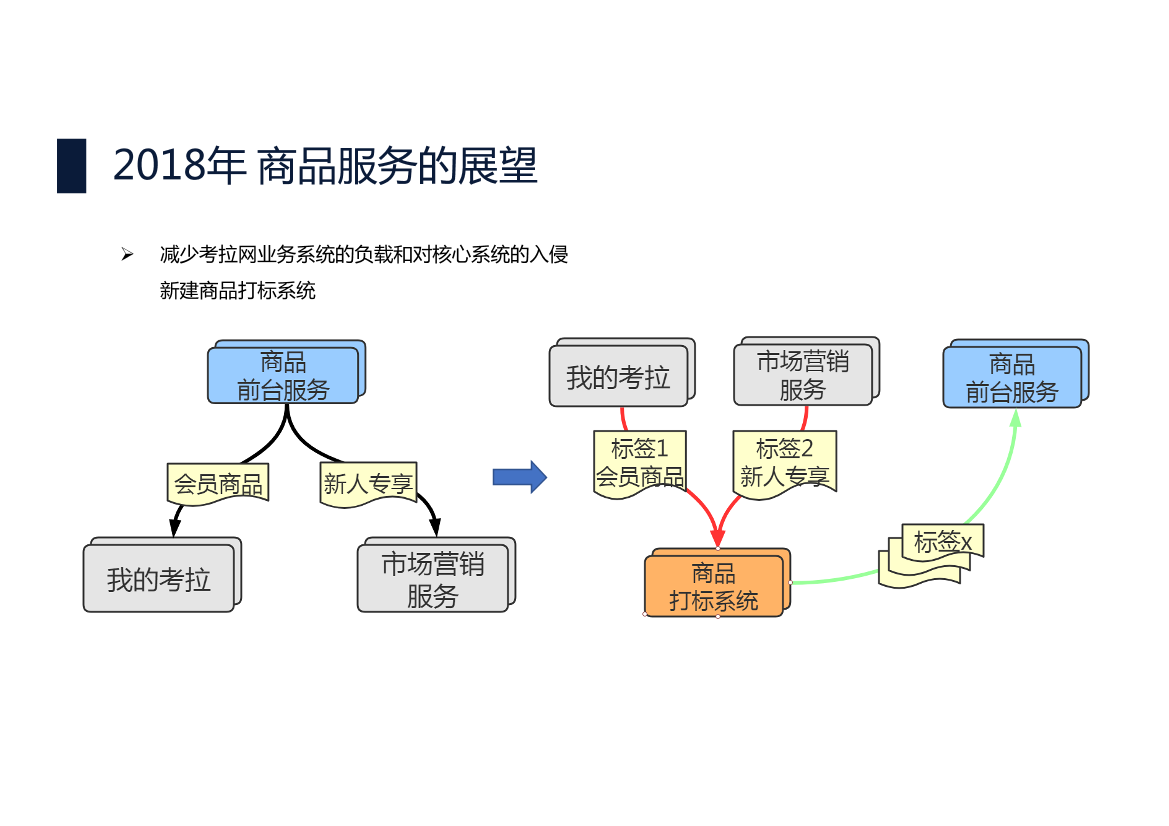 2018年 商品服务的展望
减少考拉网业务系统的负载和对核心系统的入侵
新建商品打标系统
商品
前台服务
会员商品
新人专享
我的考拉
市场营销
服务
我的考拉
市场营销
服务
商品
前台服务
标签1
会员商品
标签2
新人专享
标签x
商品
打标系统